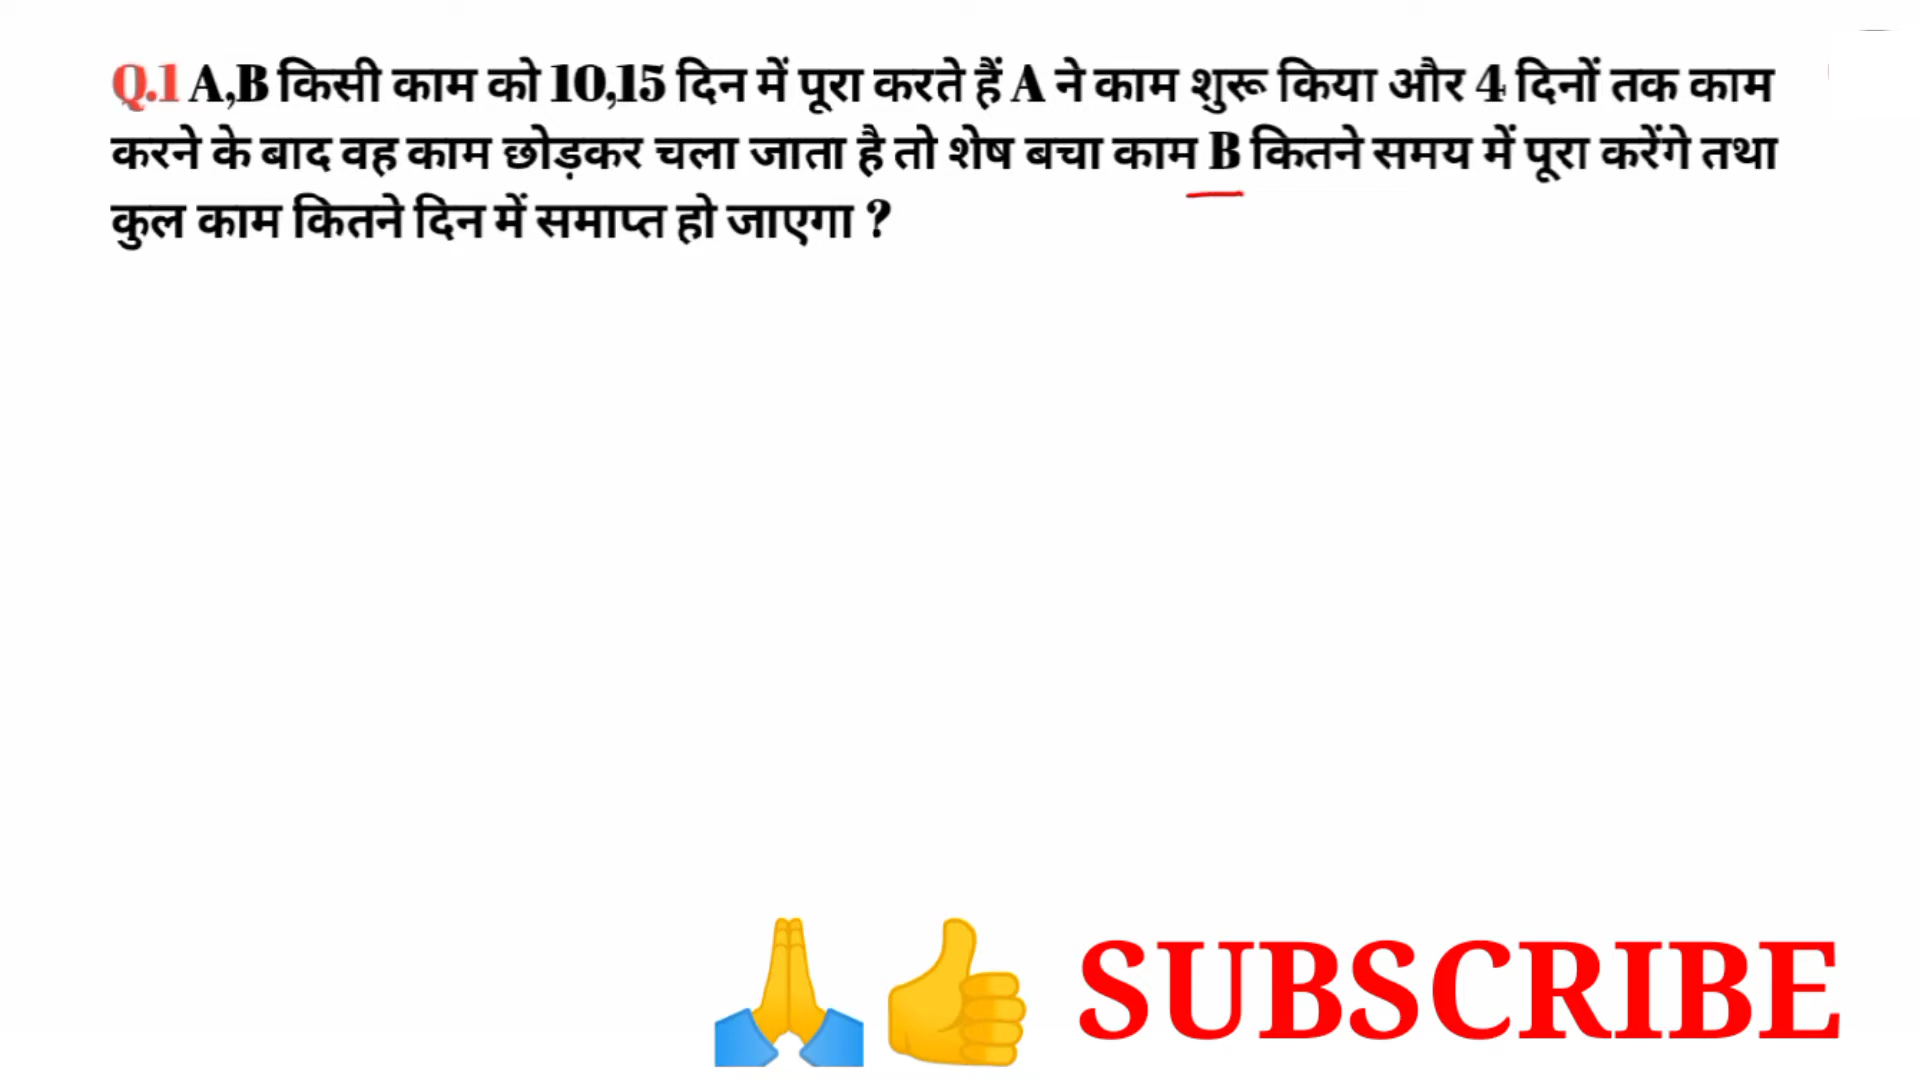 Q.1 A,B किसी काम को 10,15 दिन में पूरा करते हैं A ने काम शुरू किया और 4 दिनों तक काम
करने के बाद वह काम छोड़कर चला जाता है तो शेष बचा काम B कितने समय में पूरा करेंगे तथा
कुल काम कितने दिन में समाप्त हो जाएगा ?
SUBSCRIBE